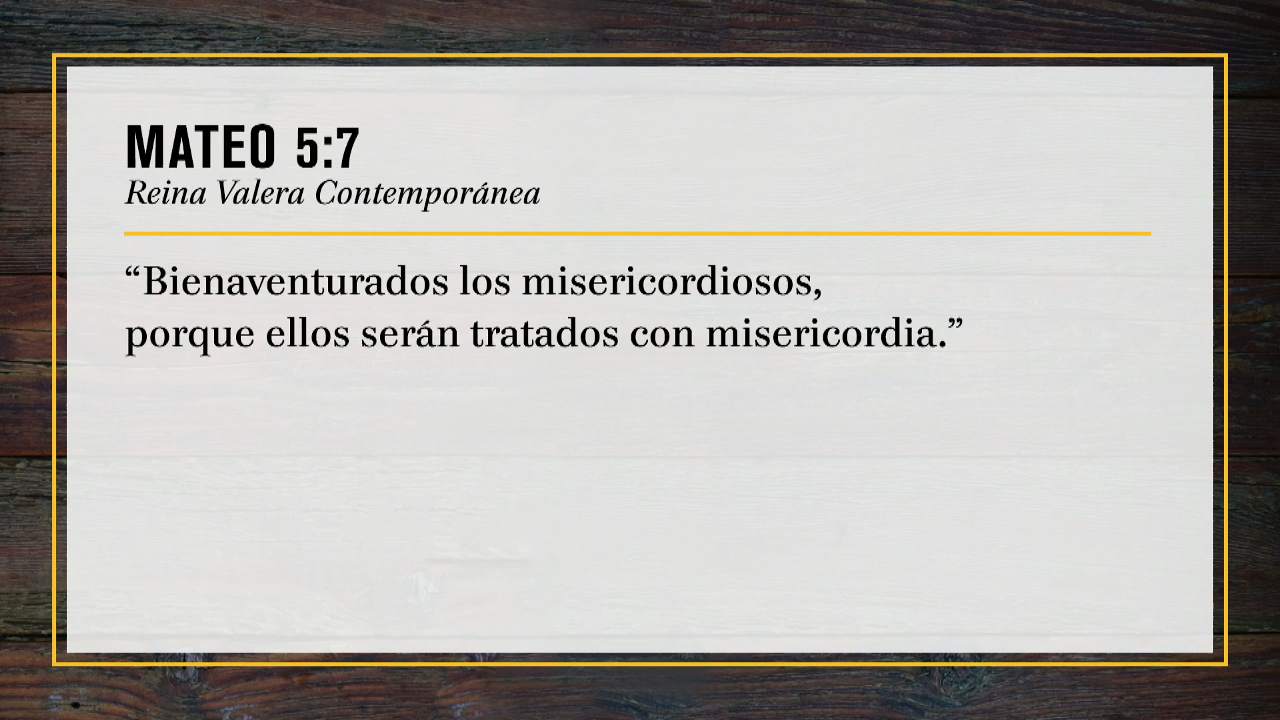 MATEO 5:7
Reina Valera Contemporánea
“Bienaventurados los misericordiosos,
porque ellos serán tratados con misericordia.”